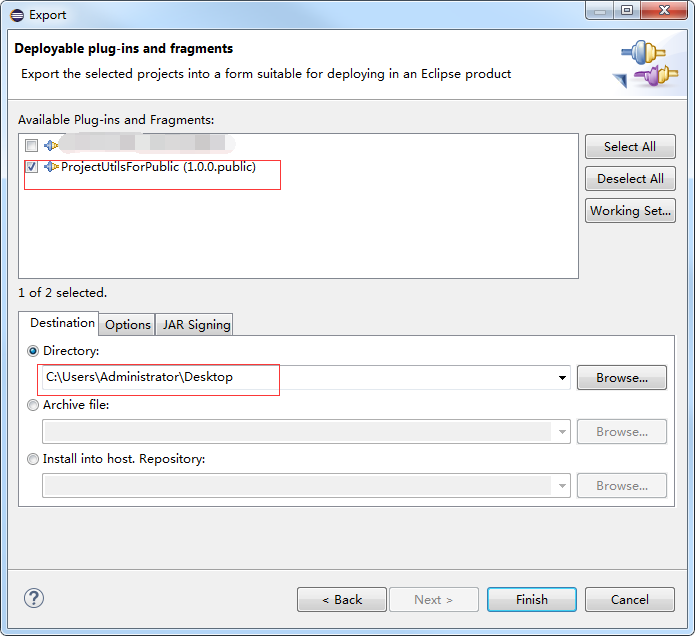 Export
Deployable plug-ins and fragments
Export the selected projects into a form suitable for deploying in an Eclipse product
Available Plug-ins and Fragments:
ProjectUtilsForPublic (1.0.0.public)
Select All
Deselect All
Working Set...
1 of 2 selected.
Destination Options JAR Signing
Directory:
C:\Users\Administrator\Desktop Browse...
Archive file:
Browse...
Install into host. Repository:
Browse...
? < Back Next > Finish Cancel